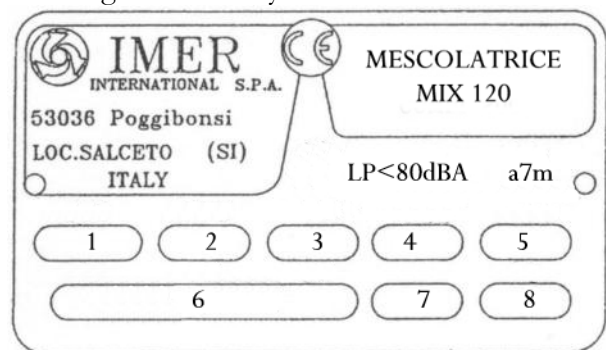 IMER
INTERNATIONAL S.P.A.
53036 Poggibonsi
LOC.SALCETO (SI)
ITALY
CE
MESCOLATRICE
MIX 120
LP<80dBA a7m
1 2 3 4 5
6 7 8